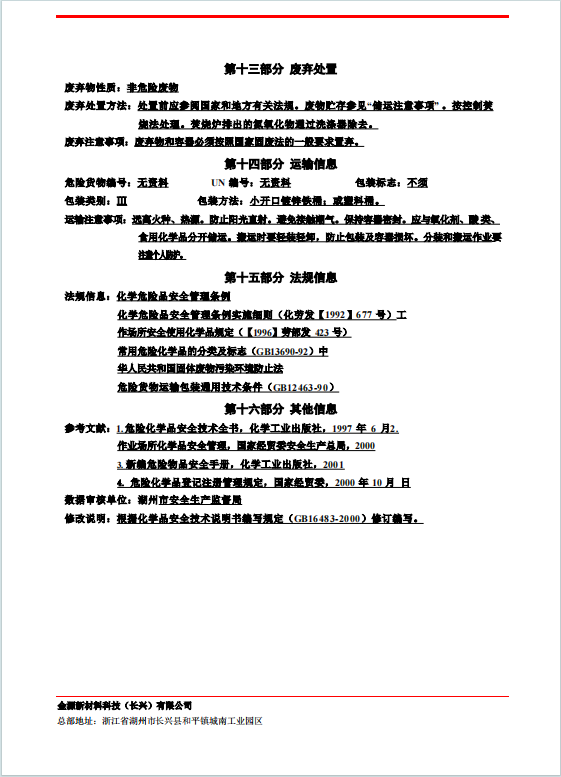 第十三部分 废弃处置
废弃物性质：非危险废物
废弃处置方法：处置前应参阅国家和地方有关法规。废物贮存参见“储运注意事项”。按控制焚
烧法处理。焚烧炉排出的氮氧化物通过洗涤器除去。
废弃注意事项：废弃物和容器必须按照国家固废法的一般要求置弃。
第十四部分 运输信息
危险货物编号：无资料 UN 编号：无资料 包装标志：不须
包装类别：Ⅲ 包装方法：小开口镀锌铁桶；或塑料桶。
运输注意事项：远离火种、热源。防止阳光直射。避免接触潮气。保持容器密封。应与氧化剂、酸 类、
食用化学品分开储运。搬运时要轻装轻卸，防止包装及容器损坏。分装和搬运作业要
注意个人防护。
第十五部分 法规信息
法规信息：化学危险品安全管理条例
化学危险品安全管理条例实施细则（化劳发【1992】677 号）工
作场所安全使用化学品规定（【1996】劳部发 423 号）
常用危险化学品的分类及标志（GB13690-92）中
华人民共和国固体废物污染环境防止法
危险货物运输包装通用技术条件（GB12463-90）
第十六部分 其他信息
参考文献：1.危险化学品安全技术全书，化学工业出版社，1997 年 6 月2.
作业场所化学品安全管理，国家经贸委安全生产总局，2000
3.新编危险物品安全手册，化学工业出版社，2001
4. 危险化学品登记注册管理规定，国家经贸委，2000 年 10 月 日
数据审核单位：湖州市安全生产监督局
修改说明：根据化学品安全技术说明书编写规定（GB16483-2000）修订编写。
金源新材料科技（长兴）有限公司
总部地址：浙江省湖州市长兴县和平镇城南工业园区